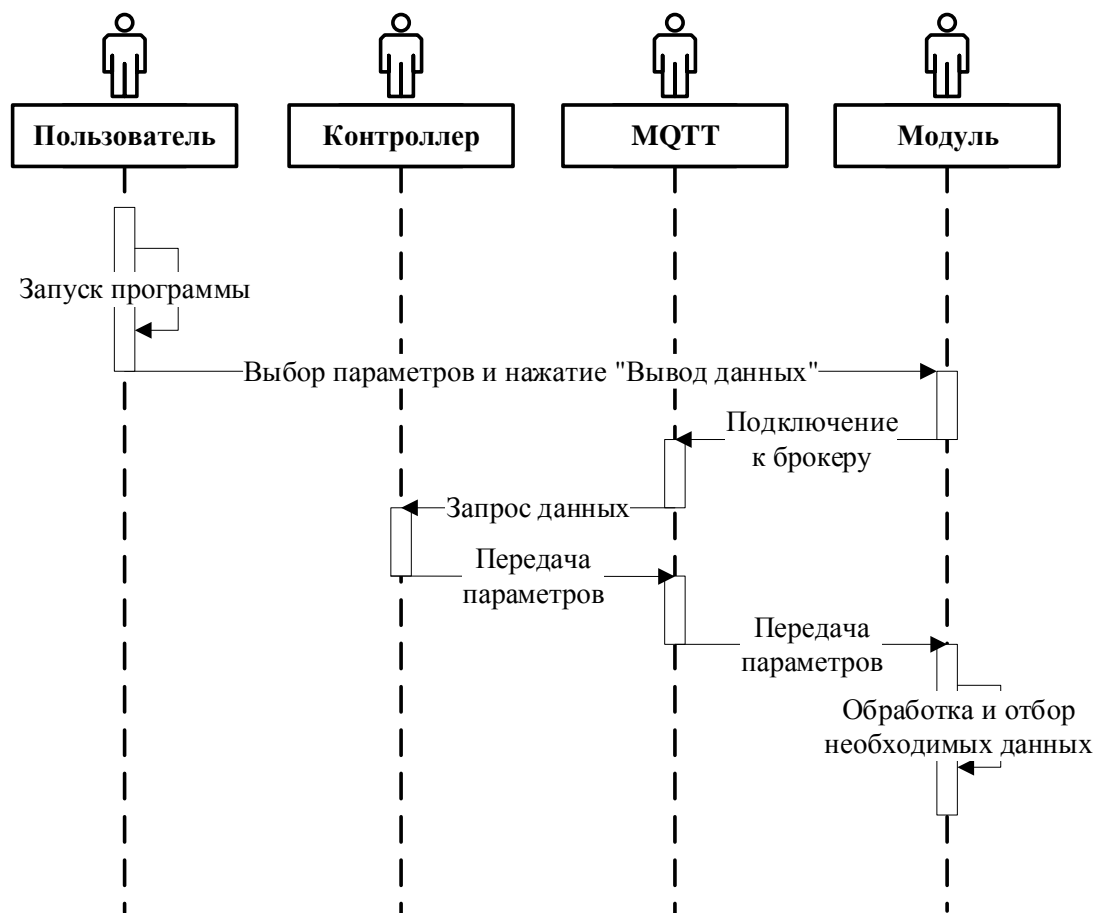 Пользователь
Контроллер
MQTT
Модуль
Запуск программы
Выбор параметров и нажатие "Вывод данных"
Подключение
к брокеру
Запрос данных
Передача
параметров
Передача
параметров
Обработка и отбор
необходимых данных